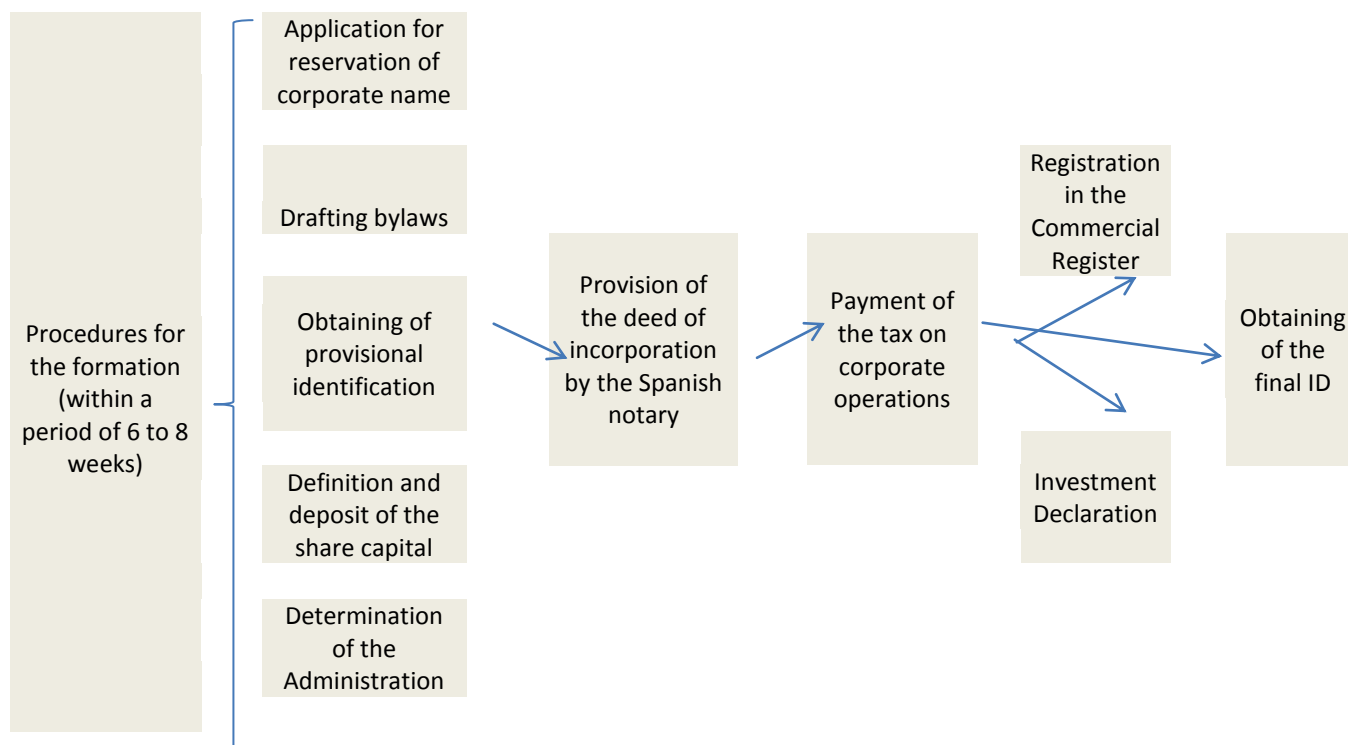 Procedures for
the formation
(within a
period of 6 to 8
weeks)
Application for
reservation of
corporate name
Drafting bylaws
Obtaining of
provisional
identification
Definition and
deposit of the
share capital
Determination
of the
Administration
Provision of
the deed of
incorporation
by the Spanish
notary
Payment of
the tax on
corporate
operations
Registration
in the
Commercial
Register
Investment
Declaration
Obtaining
of the
final ID